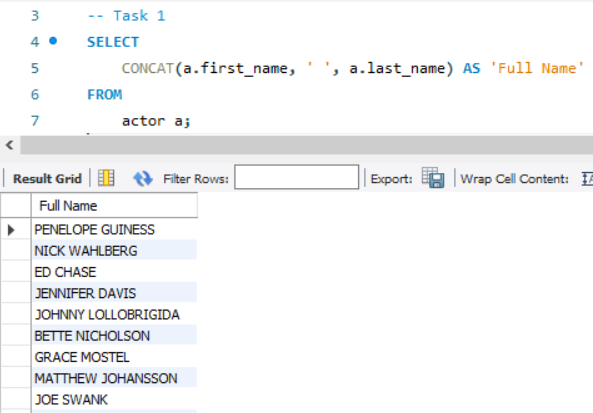 3 -- Task 1
4 SELECT
5 CONCAT(a.first_name, ' ', a.last_name) AS 'Full Name'
6 FROM
7 actor a;
Result Grid Filter Rows: Export: Wrap Cell Content:
Full Name
PENELOPE GUINESS
NICK WAHLBERG
ED CHASE
JENNIFER DAVIS
JOHNNY LOLLOBRIGIDA
BETTE NICHOLSON
GRACE MOSTEL
MATTHEW JOHANSSON
JOE SWANK